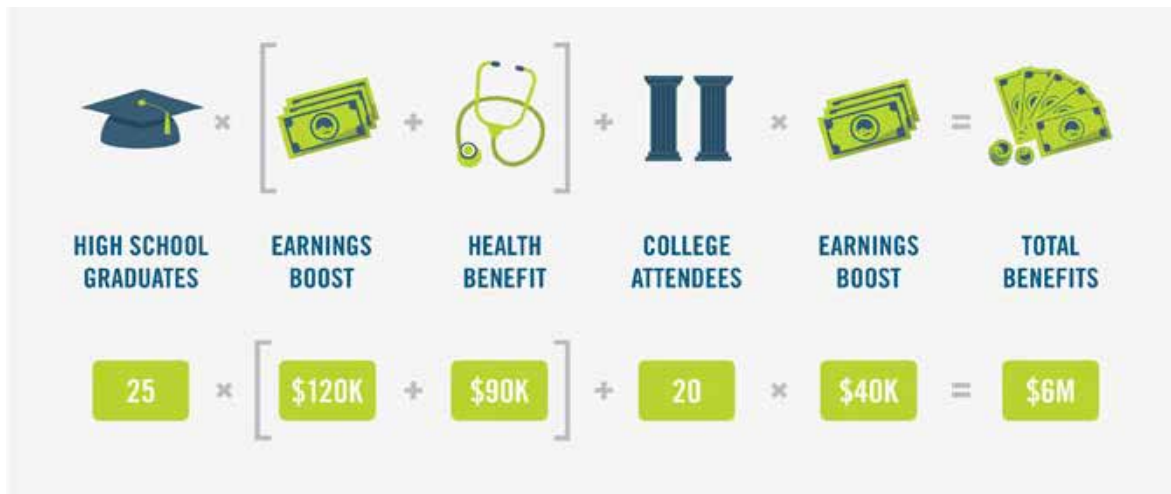 × [ + ] + × =
HIGH SCHOOL GRADUATES
EARNINGS BOOST
HEALTH BENEFIT
COLLEGE ATTENDEES
EARNINGS BOOST
TOTAL BENEFITS
25 × [ $120K + $90K ] + 20 × $40K = $6M